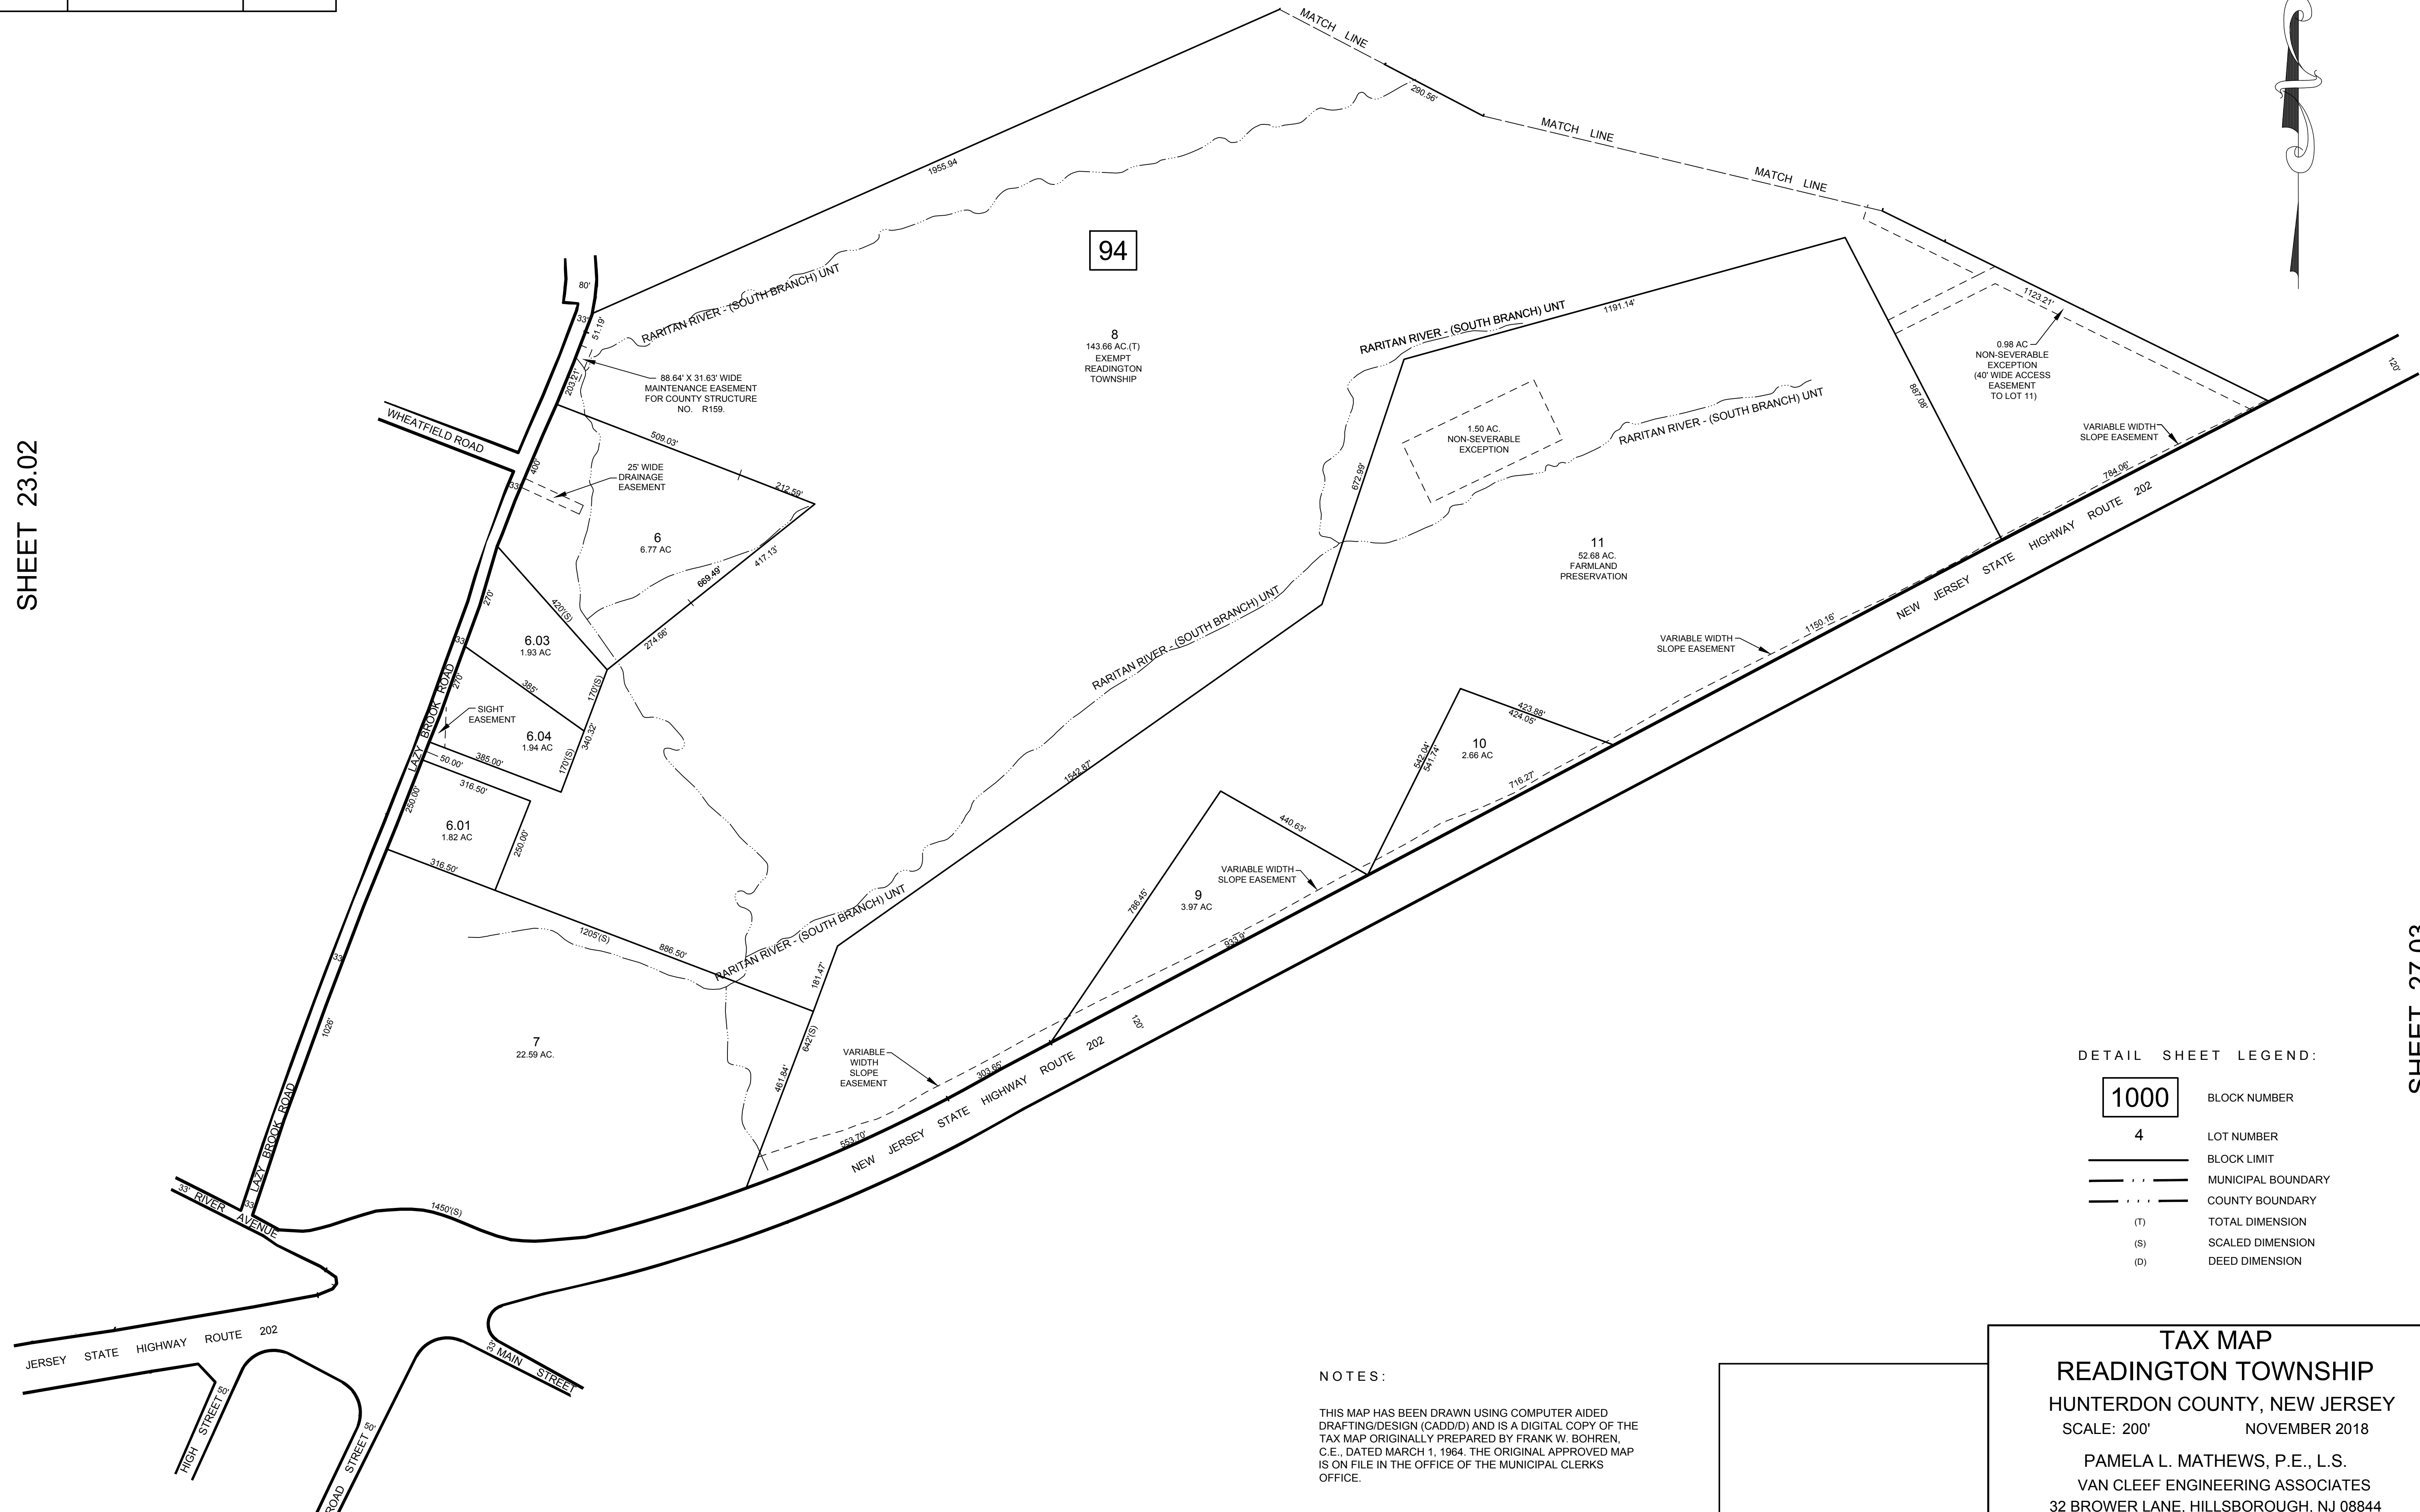 MATCH LINE
290.56'
MATCH LINE
MATCH LINE
1955.94
94
RARITAN RIVER - (SOUTH BRANCH) UNT
80'
33'
51.19'
203.21'
88.64' X 31.63' WIDE
MAINTENANCE EASEMENT
FOR COUNTY STRUCTURE
NO. R159.
8
143.66 AC.(T)
EXEMPT
READINGTON
TOWNSHIP
RARITAN RIVER - (SOUTH BRANCH) UNT
1191.14'
1123.21'
0.98 AC
NON-SEVERABLE
EXCEPTION
(40' WIDE ACCESS
EASEMENT
TO LOT 11)
120'
887.08'
WHEATFIELD ROAD
509.03'
400'
33'
25' WIDE
DRAINAGE
EASEMENT
212.59'
1.50 AC.
NON-SEVERABLE
EXCEPTION
RARITAN RIVER - (SOUTH BRANCH) UNT
672.99'
VARIABLE WIDTH
SLOPE EASEMENT
784.06'
NEW JERSEY STATE HIGHWAY ROUTE 202
SHEET 23.02
6
6.77 AC
417.13'
669.49'
274.66'
11
52.68 AC.
FARMLAND
PRESERVATION
270'
420'(S)
6.03
1.93 AC
33'
RARITAN RIVER - (SOUTH BRANCH) UNT
1150.16'
VARIABLE WIDTH
SLOPE EASEMENT
LAZY BROOK ROAD
270'
385'
170'(S)
SIGHT
EASEMENT
6.04
1.94 AC
340.32'
170'(S)
385.00'
50.00'
423.88'
424.05'
10
2.66 AC
542.04'
541.74'
716.27'
1542.87'
316.50'
250.00'
6.01
1.82 AC
250.00'
316.50'
440.63'
VARIABLE WIDTH
SLOPE EASEMENT
9
3.97 AC
786.45'
933.9'
RARITAN RIVER - (SOUTH BRANCH) UNT
1205'(S)
886.50'
33'
181.47'
642'(S)
461.84'
1026'
7
22.59 AC.
VARIABLE
WIDTH
SLOPE
EASEMENT
303.65'
120'
553.70'
NEW JERSEY STATE HIGHWAY ROUTE 202
LAZY BROOK ROAD
33'
33' RIVER AVENUE
1450'(S)
JERSEY STATE HIGHWAY ROUTE 202
33'
MAIN STREET
HIGH STREET 50'
ROAD STREET 50'
SHEET 27.03
DETAIL SHEET LEGEND:
1000 BLOCK NUMBER
4 LOT NUMBER
BLOCK LIMIT
MUNICIPAL BOUNDARY
COUNTY BOUNDARY
(T) TOTAL DIMENSION
(S) SCALED DIMENSION
(D) DEED DIMENSION
NOTES:
THIS MAP HAS BEEN DRAWN USING COMPUTER AIDED
DRAFTING/DESIGN (CADD/D) AND IS A DIGITAL COPY OF THE
TAX MAP ORIGINALLY PREPARED BY FRANK W. BOHREN,
C.E., DATED MARCH 1, 1964. THE ORIGINAL APPROVED MAP
IS ON FILE IN THE OFFICE OF THE MUNICIPAL CLERKS
OFFICE.
TAX MAP
READINGTON TOWNSHIP
HUNTERDON COUNTY, NEW JERSEY
SCALE: 200' NOVEMBER 2018
PAMELA L. MATHEWS, P.E., L.S.
VAN CLEEF ENGINEERING ASSOCIATES
32 BROWER LANE, HILLSBOROUGH, NJ 08844